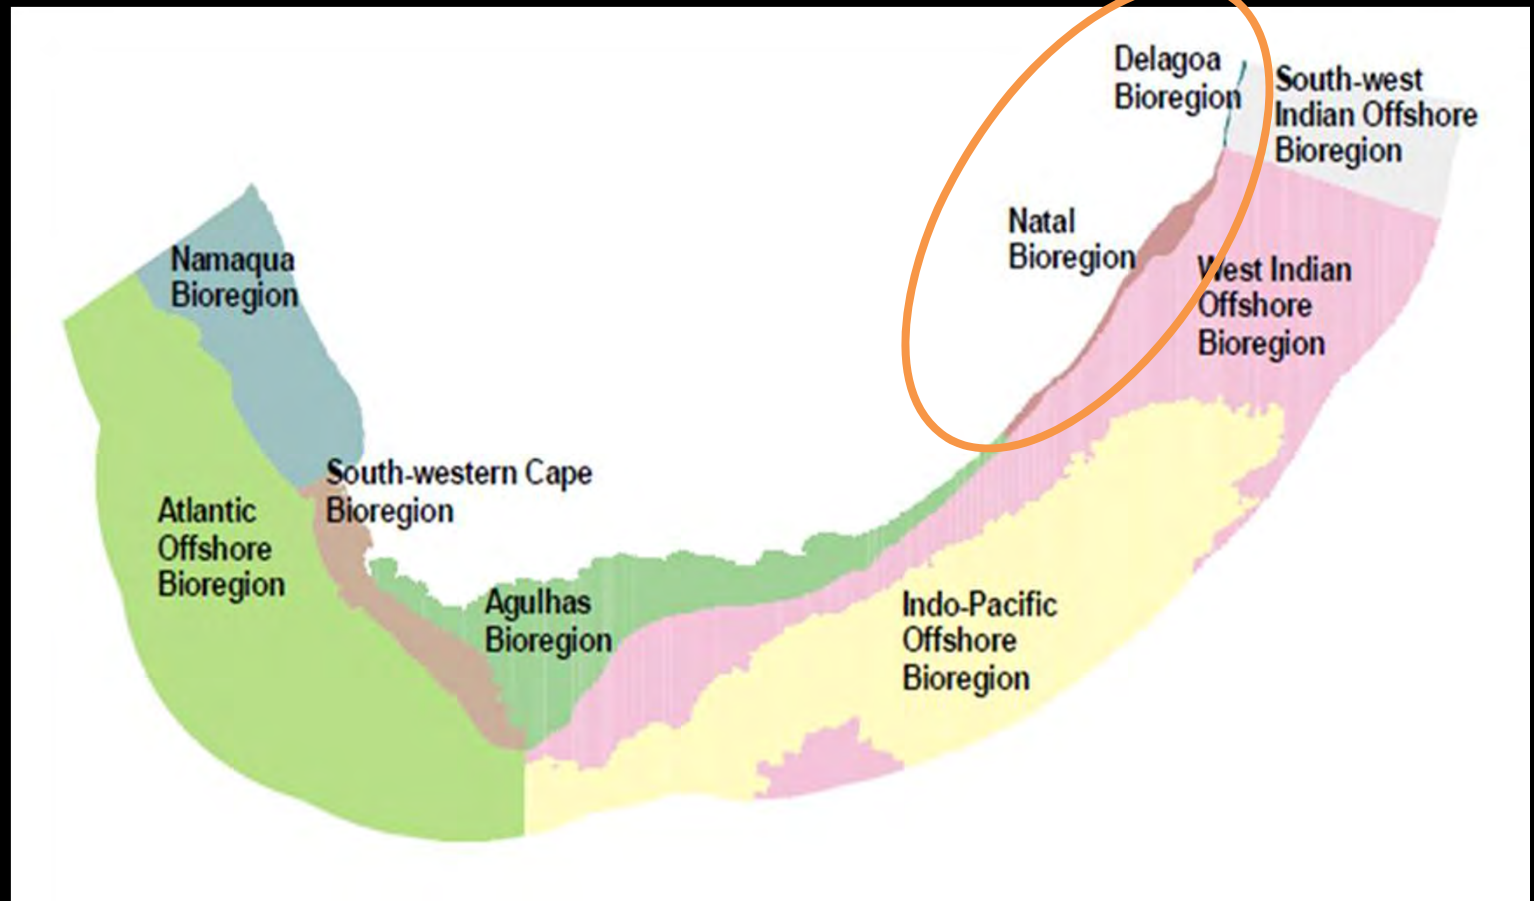 Delagoa
Bioregion
South-west
Indian Offshore
Bioregion
Natal
Bioregion
West Indian
Offshore
Bioregion
Namaqua
Bioregion
South-western Cape
Bioregion
Atlantic
Offshore
Bioregion
Agulhas
Bioregion
Indo-Pacific
Offshore
Bioregion